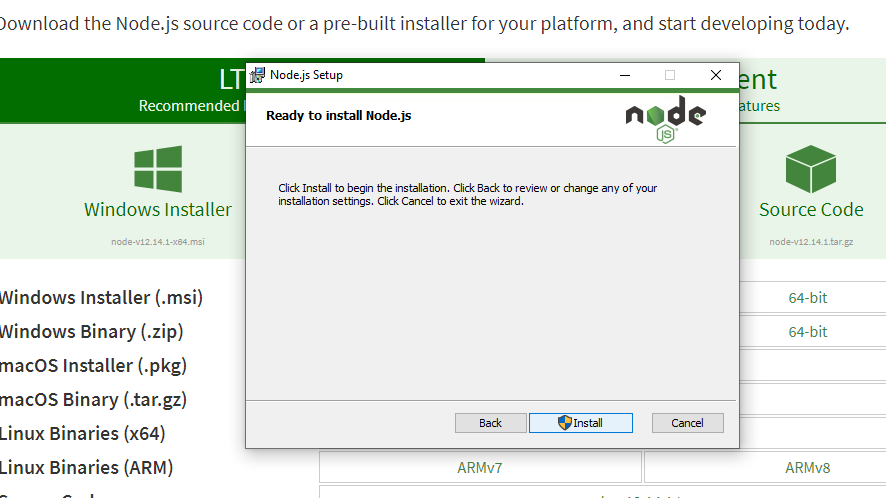 Download the Node.js source code or a pre-built installer for your platform, and start developing today.
LT
ent
Recommended
atures
Node.js Setup
Ready to install Node.js
node
JS
Click Install to begin the installation. Click Back to review or change any of your
installation settings. Click Cancel to exit the wizard.
Back
Install
Cancel
Windows Installer
node-v12.14.1-x64.msi
Source Code
node-v12.14.1.tar.gz
Windows Installer (.msi)
64-bit
Windows Binary (.zip)
64-bit
macOS Installer (.pkg)
macOS Binary (.tar.gz)
Linux Binaries (x64)
Linux Binaries (ARM)
ARMv7
ARMv8